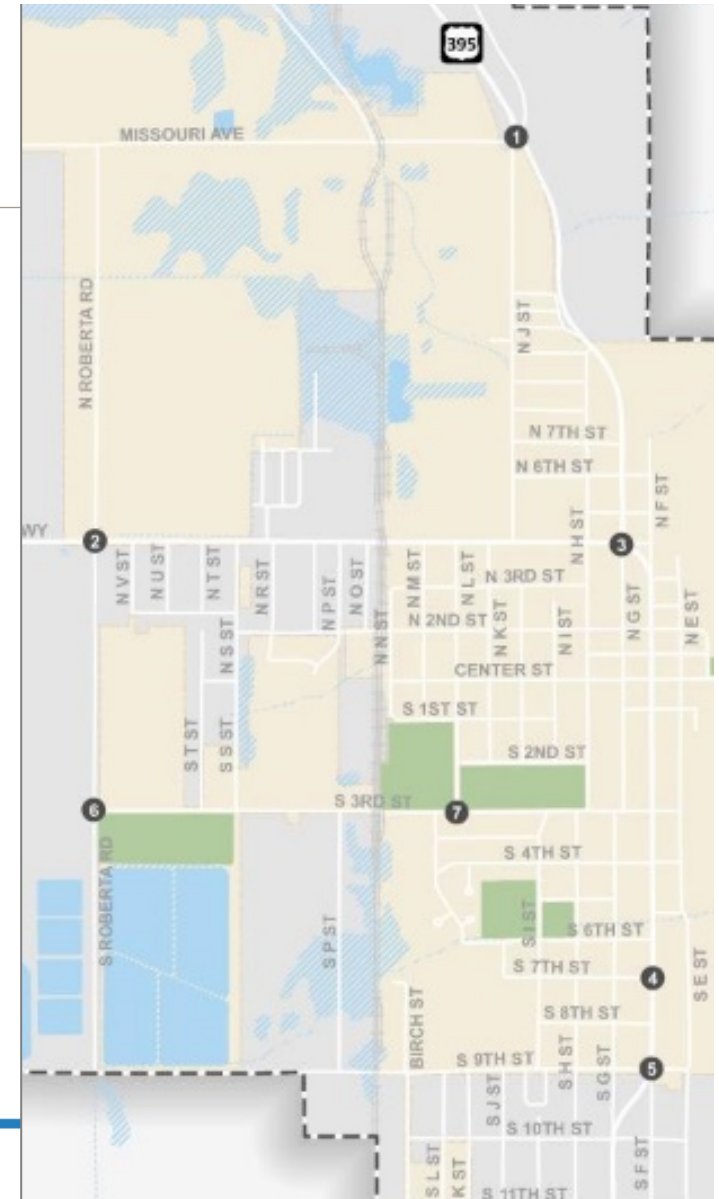 395
1
MISSOURI AVE
N ROBERTA RD
N J ST
N 7TH ST
N 6TH ST
N F ST
WY
2
3
N H ST
N V ST
N U ST
N T ST
N R ST
N P ST
N O ST
N M ST
N L ST
N 3RD ST
N G ST
N E ST
N S ST
N N ST
N 2ND ST
N K ST
N I ST
CENTER ST
S T ST
S S ST
S 1ST ST
S 2ND ST
6
S 3RD ST
7
S ROBERTA RD
S 4TH ST
S P ST
S I ST
S 6TH ST
S 7TH ST
4
S E ST
BIRCH ST
S 8TH ST
S 9TH ST
S H ST
S G ST
5
S J ST
S 10TH ST
S L ST
K ST
S F ST
S 11TH ST